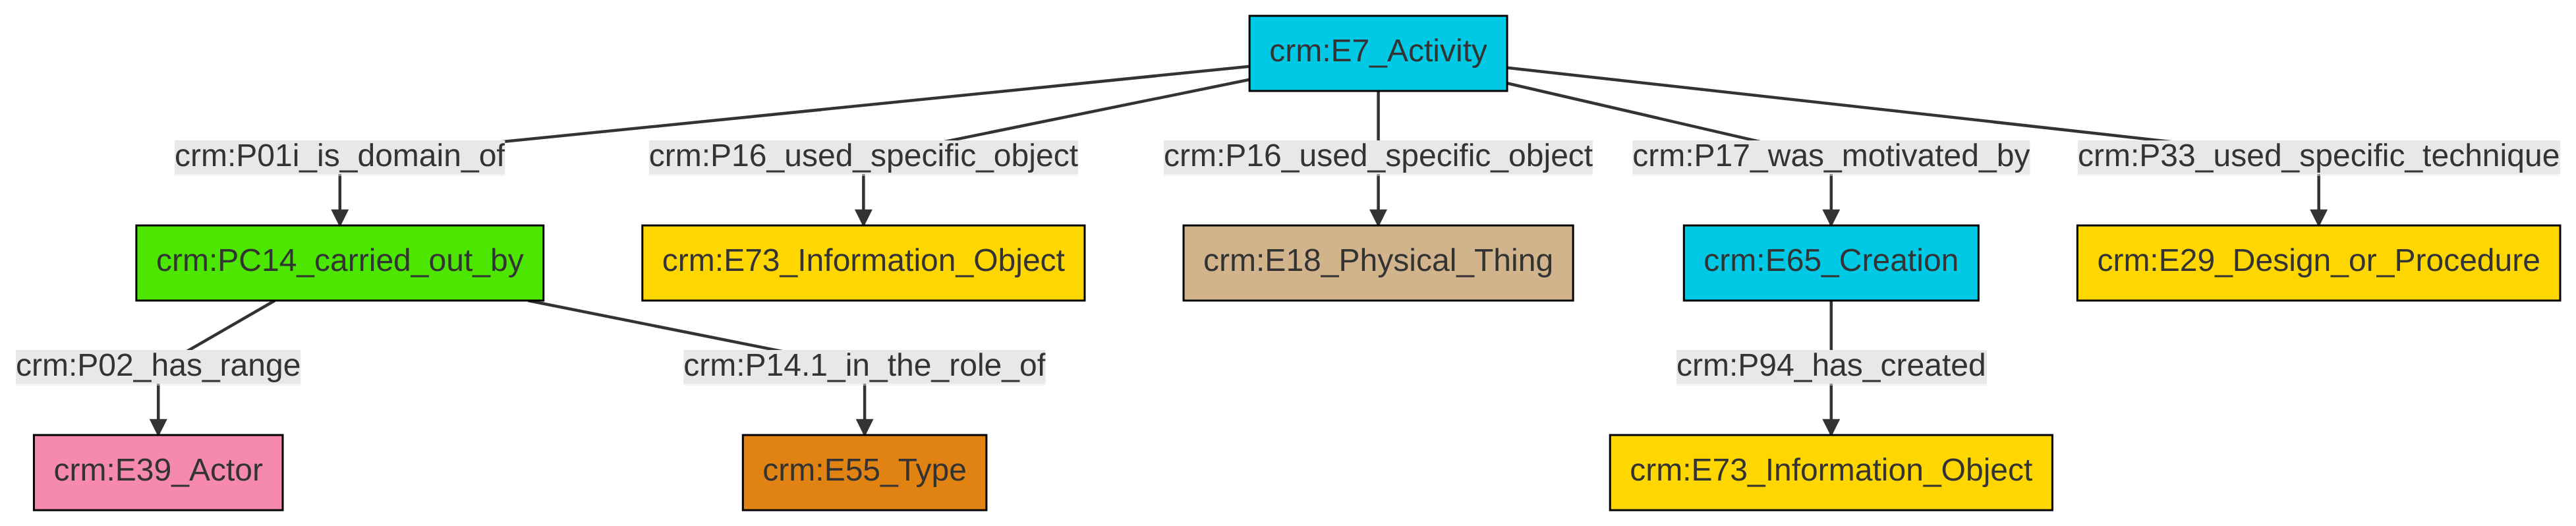 crm:E7_Activity
crm:P01i_is_domain_of
crm:P16_used_specific_object
crm:P16_used_specific_object
crm:P17_was_motivated_by
crm:P33_used_specific_technique
crm:PC14_carried_out_by
crm:E73_Information_Object
crm:E18_Physical_Thing
crm:E65_Creation
crm:E29_Design_or_Procedure
crm:P02_has_range
crm:P14.1_in_the_role_of
crm:P94_has_created
crm:E39_Actor
crm:E55_Type
crm:E73_Information_Object